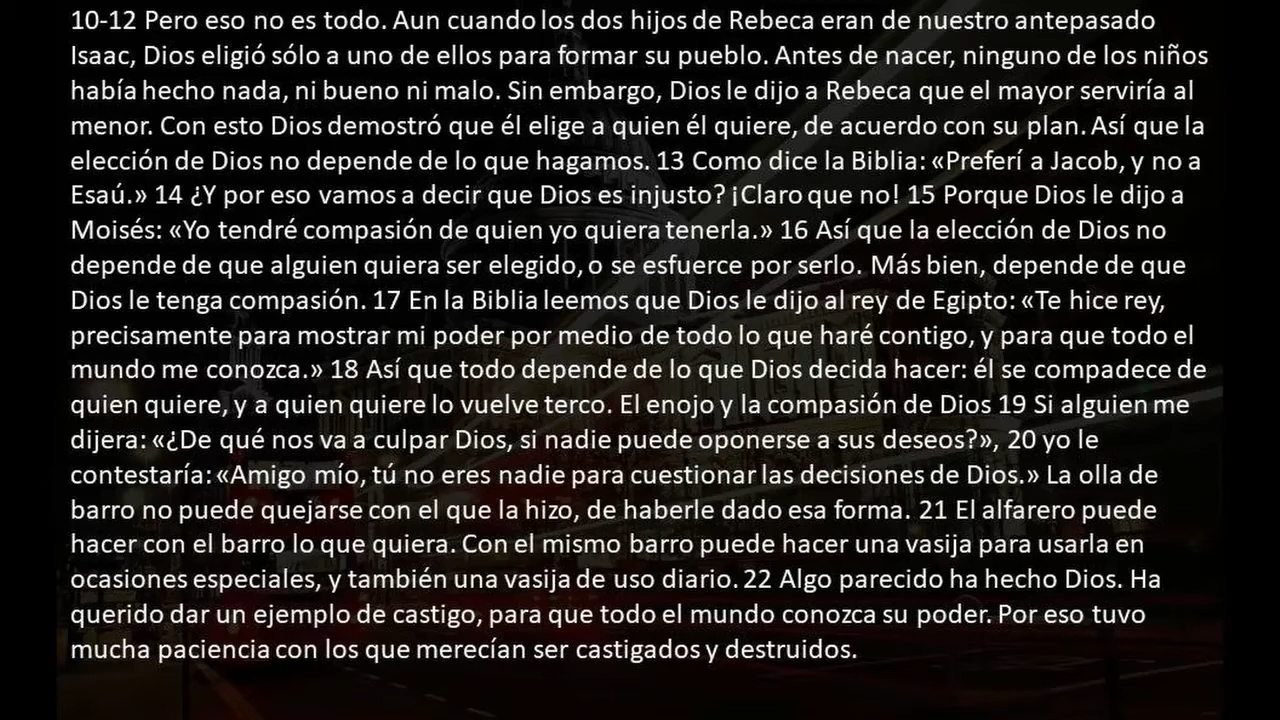 10-12 Pero eso no es todo. Aun cuando los dos hijos de Rebeca eran de nuestro antepasado
Isaac, Dios eligió sólo a uno de ellos para formar su pueblo. Antes de nacer, ninguno de los niños
había hecho nada, ni bueno ni malo. Sin embargo, Dios le dijo a Rebeca que el mayor serviría al
menor. Con esto Dios demostró que él elige a quien él quiere, de acuerdo con su plan. Así que la
elección de Dios no depende de lo que hagamos. 13 Como dice la Biblia: «Preferí a Jacob, y no a
Esaú.» 14 ¿Y por eso vamos a decir que Dios es injusto? ¡Claro que no! 15 Porque Dios le dijo a
Moisés: «Yo tendré compasión de quien yo quiera tenerla.» 16 Así que la elección de Dios no
depende de que alguien quiera ser elegido, o se esfuerce por serlo. Más bien, depende de que
Dios le tenga compasión. 17 En la Biblia leemos que Dios le dijo al rey de Egipto: «Te hice rey,
precisamente para mostrar mi poder por medio de todo lo que haré contigo, y para que todo el
mundo me conozca.» 18 Así que todo depende de lo que Dios decida hacer: él se compadece de
quien quiere, y a quien quiere lo vuelve terco. El enojo y la compasión de Dios 19 Si alguien me
dijera: «¿De qué nos va a culpar Dios, si nadie puede oponerse a sus deseos?», 20 yo le
contestaría: «Amigo mío, tú no eres nadie para cuestionar las decisiones de Dios.» La olla de
barro no puede quejarse con el que la hizo, de haberle dado esa forma. 21 El alfarero puede
hacer con el barro lo que quiera. Con el mismo barro puede hacer una vasija para usarla en
ocasiones especiales, y también una vasija de uso diario. 22 Algo parecido ha hecho Dios. Ha
querido dar un ejemplo de castigo, para que todo el mundo conozca su poder. Por eso tuvo
mucha paciencia con los que merecían ser castigados y destruidos.